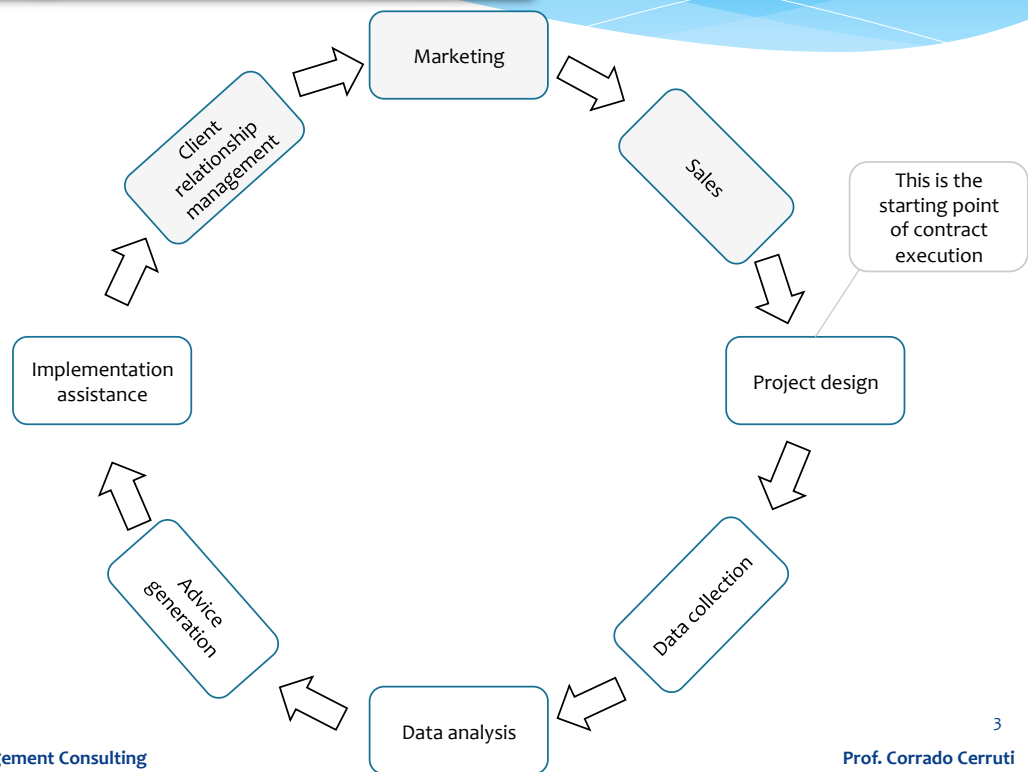 Marketing
Sales
This is the
starting point
of contract
execution
Project design
Data collection
Data analysis
Advice
generation
Implementation
assistance
Client
relationship
management
3
Consulting
Prof. Corrado Cerruti